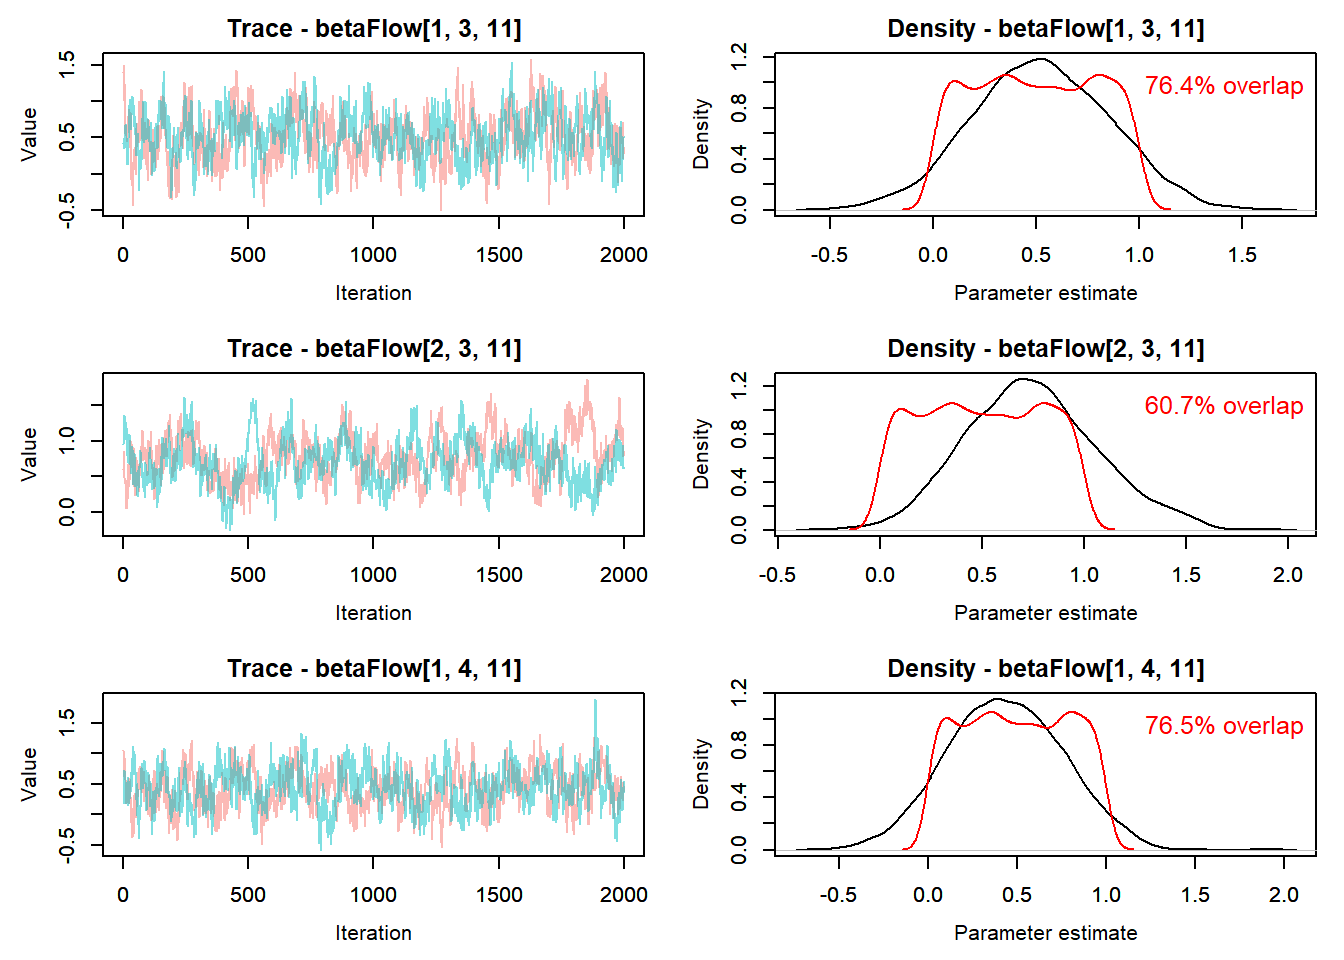 Trace - betaFlow[1, 3, 11]
Value
-0.5 0.5 1.5
0 500 1000 1500 2000
Iteration
Density - betaFlow[1, 3, 11]
Density
0.0 0.4 0.8 1.2
76.4% overlap
-0.5 0.0 0.5 1.0 1.5
Parameter estimate
Trace - betaFlow[2, 3, 11]
Value
0.0 1.0
0 500 1000 1500 2000
Iteration
Density - betaFlow[2, 3, 11]
Density
0.0 0.4 0.8 1.2
60.7% overlap
-0.5 0.0 0.5 1.0 1.5 2.0
Parameter estimate
Trace - betaFlow[1, 4, 11]
Value
-0.5 0.5 1.5
0 500 1000 1500 2000
Iteration
Density - betaFlow[1, 4, 11]
Density
0.0 0.4 0.8 1.2
76.5% overlap
-0.5 0.0 0.5 1.0 1.5 2.0
Parameter estimate